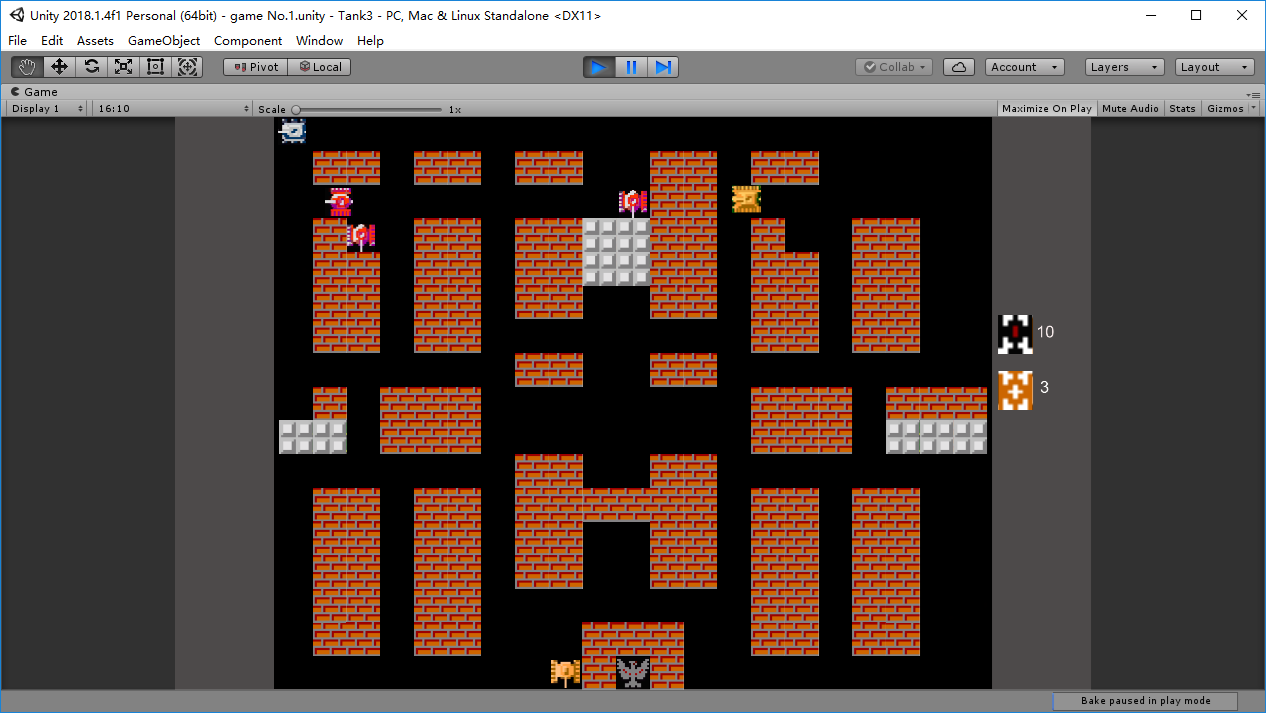 Unity 2018.1.4f1 Personal (64bit) - game No.1.unity - Tank3 - PC, Mac & Linux Standalone <DX11>
File Edit Assets GameObject Component Window Help
Pivot Local Collab Account Layers Layout
Game
Display 1 16:10 Scale 1x Maximize On Play Mute Audio Stats Gizmos
10
3
Bake paused in play mode